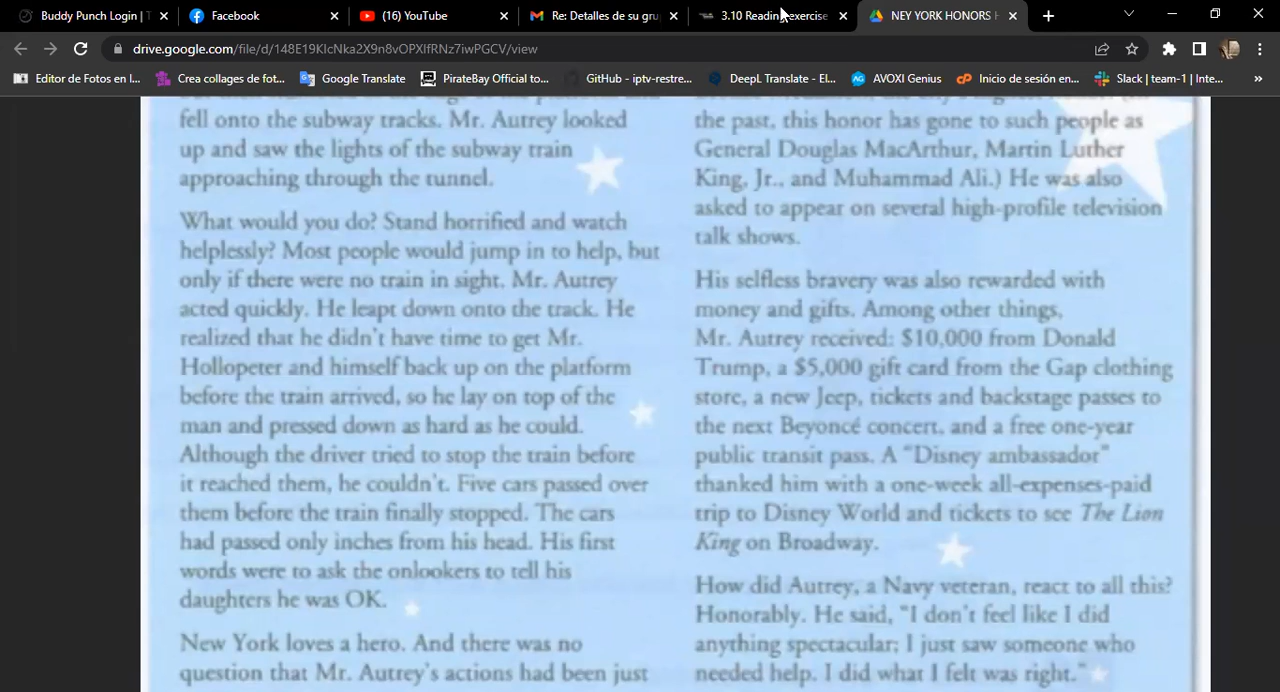 Buddy Punch Login | T
Facebook
(16) YouTube
Re: Detalles de su gru
3.10 Reading exercise
NEY YORK HONORS H
drive.google.com/file/d/148E19KIcNka2X9n8vOPXIfRNz7iwPGCV/view
Editor de Fotos en l...
Crea collages de fot...
Google Translate
PirateBay Official to...
GitHub - iptv-restre...
DeepL Translate - El...
AVOXI Genius
Inicio de sesión en...
Slack | team-1 | Inte...
fell onto the subway tracks. Mr. Autrey looked
up and saw the lights of the subway train
approaching through the tunnel.
What would you do? Stand horrified and watch
helplessly? Most people would jump in to help, but
only if there were no train in sight. Mr. Autrey
acted quickly. He leapt down onto the track. He
realized that he didn't have time to get Mr.
Hollopeter and himself back up on the platform
before the train arrived, so he lay on top of the
man and pressed down as hard as he could.
Although the driver tried to stop the train before
it reached them, he couldn't. Five cars passed over
them before the train finally stopped. The cars
had passed only inches from his head. His first
words were to ask the onlookers to tell his
daughters he was OK.
New York loves a hero. And there was no
question that Mr. Autrey's actions had been just
the past, this honor has gone to such people as
General Douglas MacArthur, Martin Luther
King, Jr., and Muhammad Ali.) He was also
asked to appear on several high-profile television
talk shows.
His selfless bravery was also rewarded with
money and gifts. Among other things,
Mr. Autrey received: $10,000 from Donald
Trump, a $5,000 gift card from the Gap clothing
store, a new Jeep, tickets and backstage passes to
the next Beyoncé concert, and a free one-year
public transit pass. A "Disney ambassador"
thanked him with a one-week all-expenses-paid
trip to Disney World and tickets to see The Lion
King on Broadway.
How did Autrey, a Navy veteran, react to all this?
Honorably. He said, "I don't feel like I did
anything spectacular; I just saw someone who
needed help. I did what I felt was right."